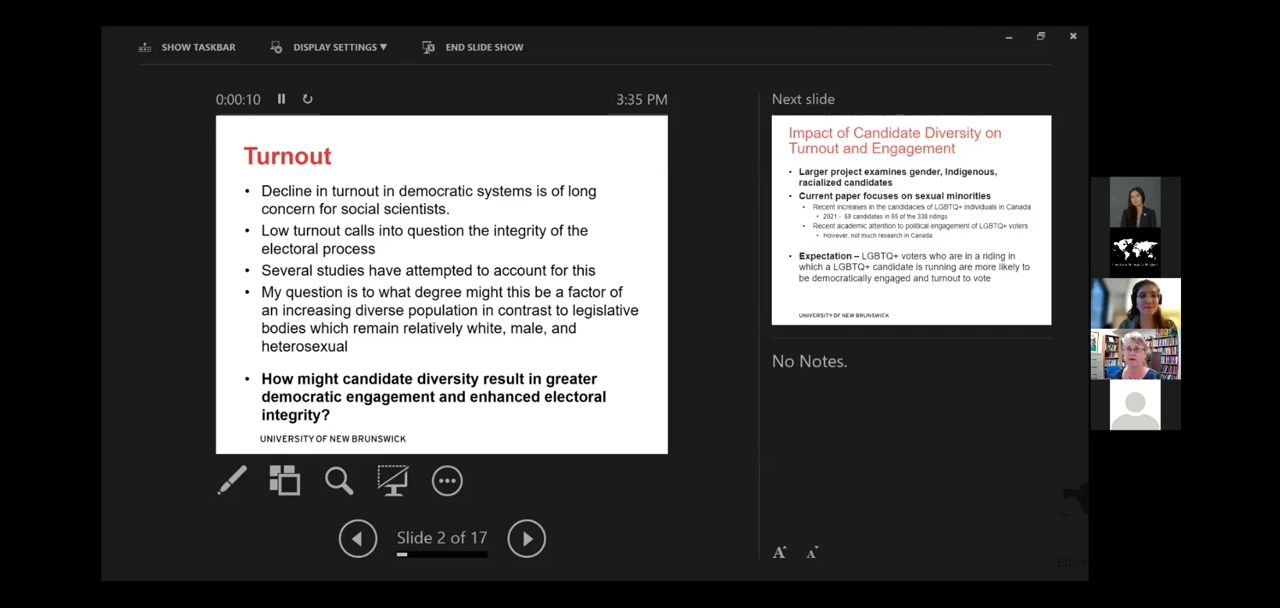 SHOW TASKBAR
DISPLAY SETTINGS ▼
END SLIDE SHOW
0:00:10
3:35 PM
Turnout
• Decline in turnout in democratic systems is of long
concern for social scientists.
• Low turnout calls into question the integrity of the
electoral process
• Several studies have attempted to account for this
• My question is to what degree might this be a factor of
an increasing diverse population in contrast to legislative
bodies which remain relatively white, male, and
heterosexual
• How might candidate diversity result in greater
democratic engagement and enhanced electoral
integrity?
UNIVERSITY OF NEW BRUNSWICK
Slide 2 of 17
Next slide
Impact of Candidate Diversity on
Turnout and Engagement
• Larger project examines gender, Indigenous,
racialized candidates
• Current paper focuses on sexual minorities
• Recent increases in the candidacies of LGBTQ+ individuals in Canada
• 2021 - 69 candidates in 65 of the 338 ridings
• Recent academic attention to political engagement of LGBTQ+ voters
• However, not much research in Canada
• Expectation – LGBTQ+ voters who are in a riding in
which a LGBTQ+ candidate is running are more likely to
be democratically engaged and turnout to vote
UNIVERSITY OF NEW BRUNSWICK
No Notes.
A A
Elect